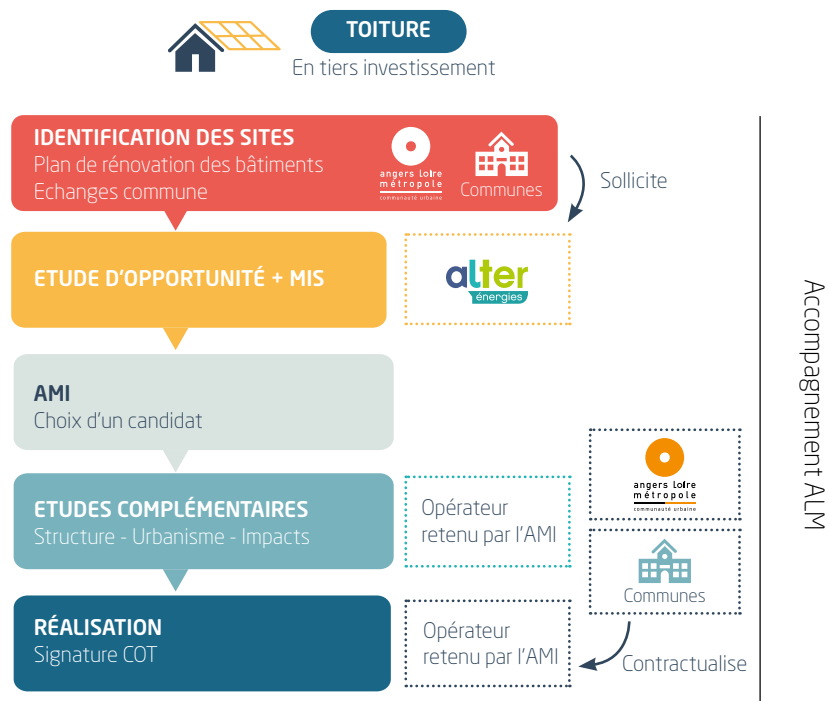 TOITURE
En tiers investissement
IDENTIFICATION DES SITES
Plan de rénovation des bâtiments
Echanges commune
angers Loire
métropole
communauté urbaine
Communes
Sollicite
ETUDE D'OPPORTUNITÉ + MIS
alter
énergies
AMI
Choix d'un candidat
ETUDES COMPLÉMENTAIRES
Structure - Urbanisme - Impacts
Opérateur
retenu par l'AMI
angers Loire
métropole
communauté urbaine
Communes
RÉALISATION
Signature COT
Opérateur
retenu par l'AMI
Contractualise
Accompagnement ALM